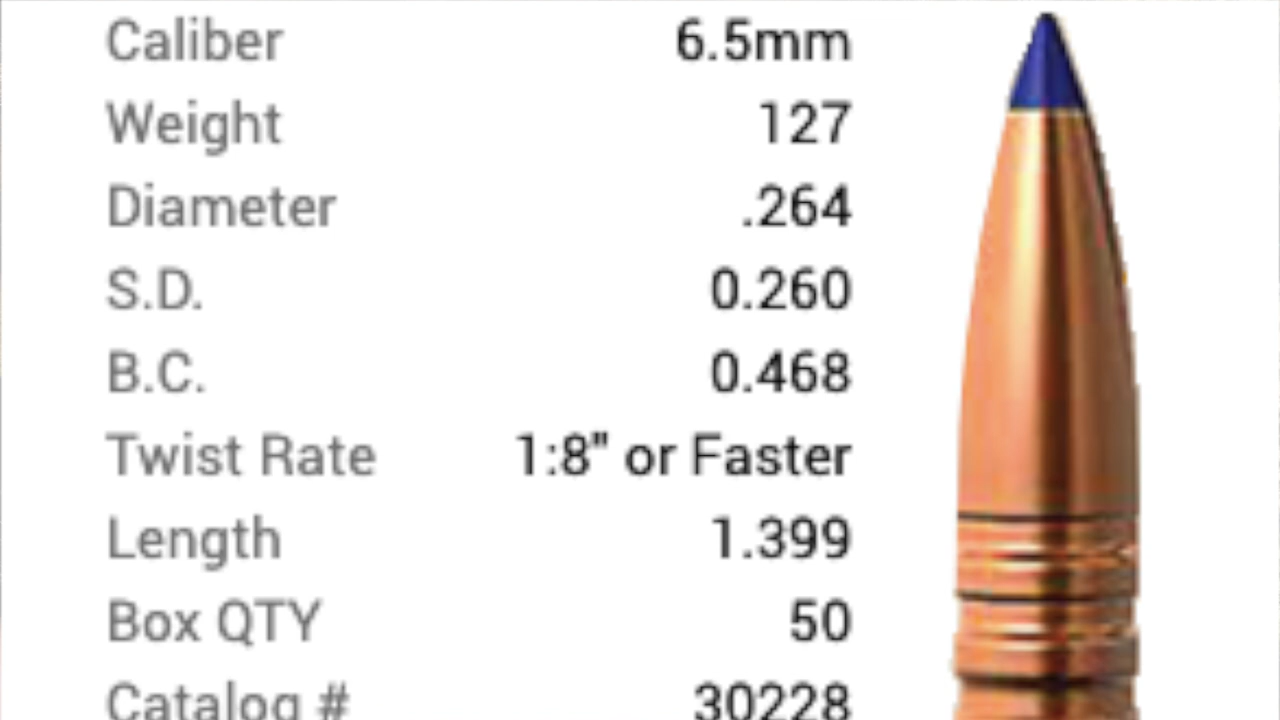 Caliber 6.5mm
Weight 127
Diameter .264
S.D. 0.260
B.C. 0.468
Twist Rate 1:8" or Faster
Length 1.399
Box QTY 50
Catalog # 30228